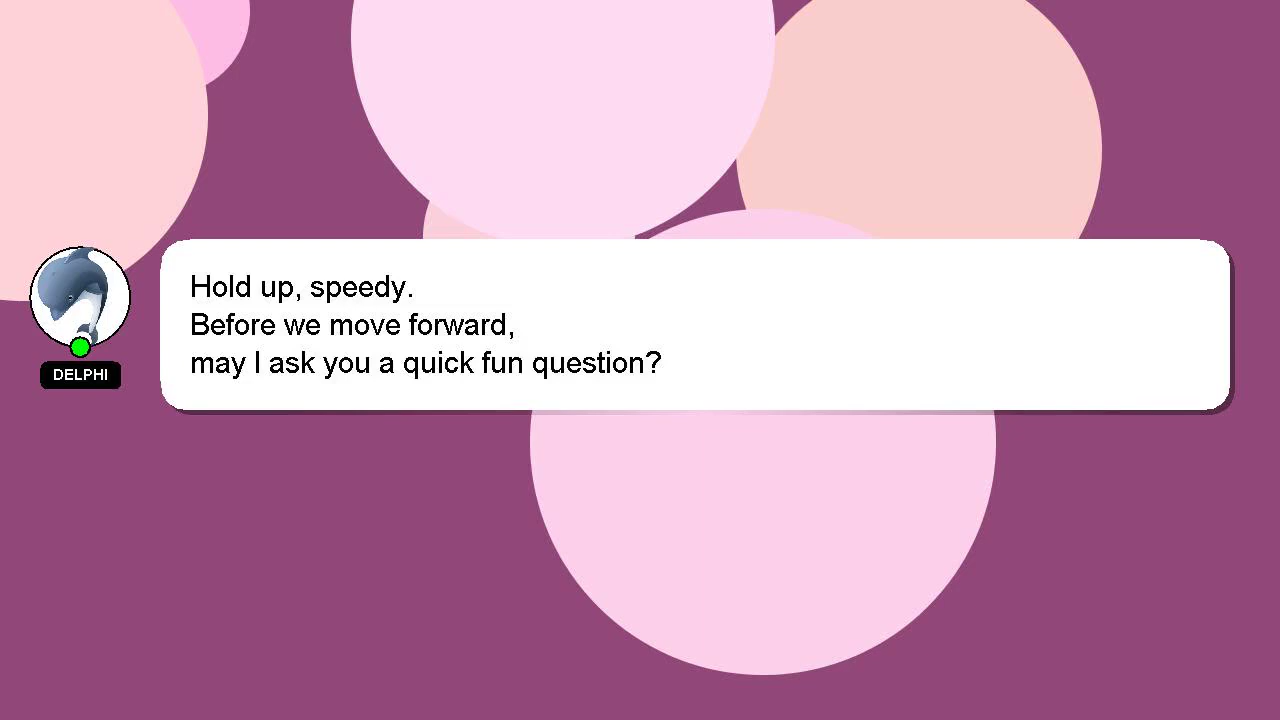 Hold up, speedy.
Before we move forward,
may I ask you a quick fun question?
DELPHI